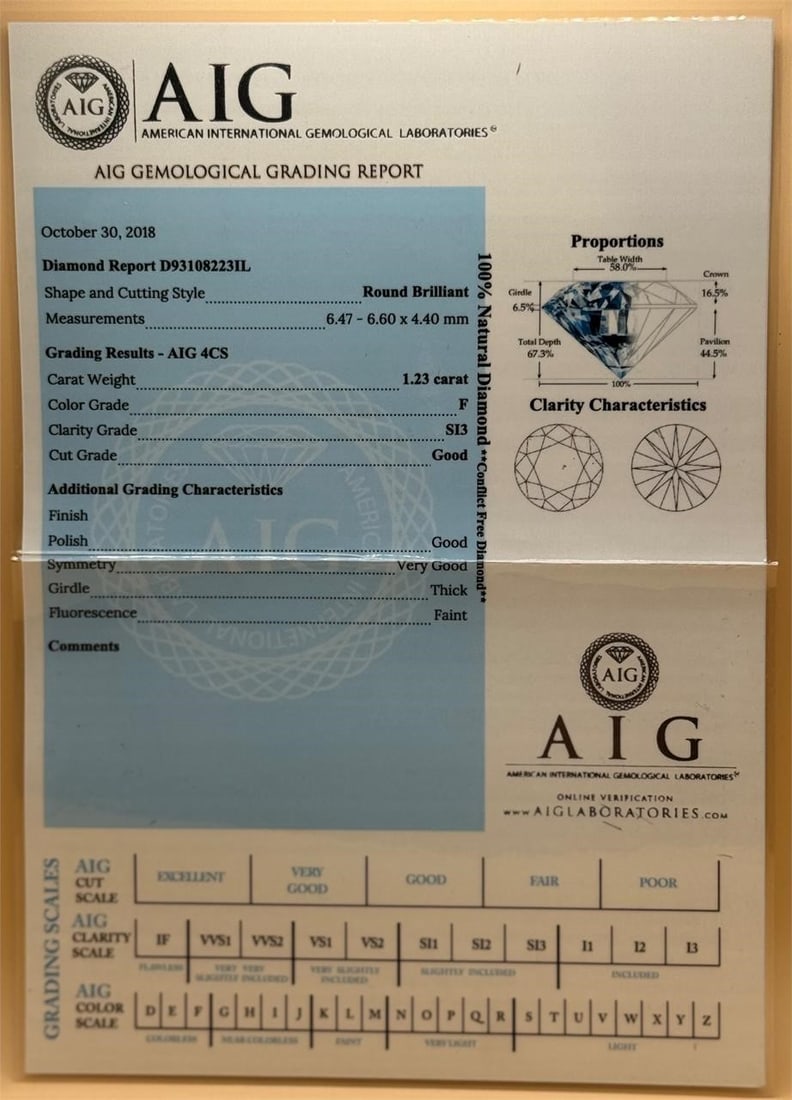 AIG
AIG
AMERICAN INTERNATIONAL GEMOLOGICAL LABORATORIES
AIG GEMOLOGICAL GRADING REPORT
October 30, 2018
Diamond Report D93108223IL
Shape and Cutting Style Round Brilliant
Measurements 6.47 - 6.60 x 4.40 mm
Grading Results - AIG 4CS
Carat Weight 1.23 carat
Color Grade F
Clarity Grade SI3
Cut Grade Good
Additional Grading Characteristics
Finish
Polish Good
Symmetry Very Good
Girdle Thick
Fluorescence Faint
Comments
100% Natural Diamond **Conflict Free Diamond**
Proportions
Table Width
58.0%
Crown
16.5%
Girdle
6.5%
Total Depth
67.3%
Pavilion
44.5%
100%
Clarity Characteristics
AIG
AIG
AMERICAN INTERNATIONAL GEMOLOGICAL LABORATORIES
ONLINE VERIFICATION
www.AIGLABORATORIES.COM
GRADING SCALES
AIG CUT SCALE
EXCELLENT VERY GOOD GOOD FAIR POOR
AIG CLARITY SCALE
IF VVS1 VVS2 VS1 VS2 SI1 SI2 SI3 I1 I2 I3
FLAWLESS VERY VERY SLIGHTLY INCLUDED VERY SLIGHTLY INCLUDED SLIGHTLY INCLUDED INCLUDED
AIG COLOR SCALE
D E F G H I J K L M N O P Q R S T U V W X Y Z
COLORLESS NEAR COLORLESS FAINT VERY LIGHT LIGHT